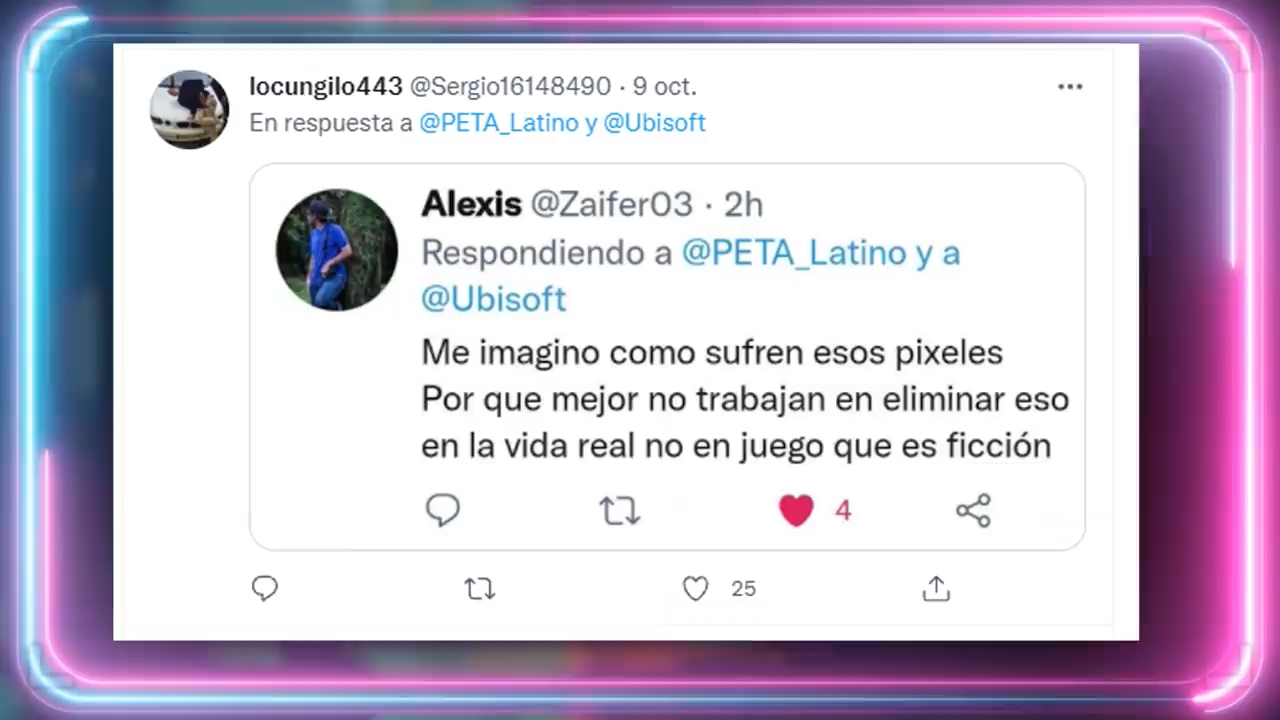 locungilo443 @Sergio16148490 · 9 oct.
En respuesta a @PETA_Latino y @Ubisoft
Alexis @Zaifer03 · 2h
Respondiendo a @PETA_Latino y a
@Ubisoft
Me imagino como sufren esos pixeles
Por que mejor no trabajan en eliminar eso
en la vida real no en juego que es ficción
4
25